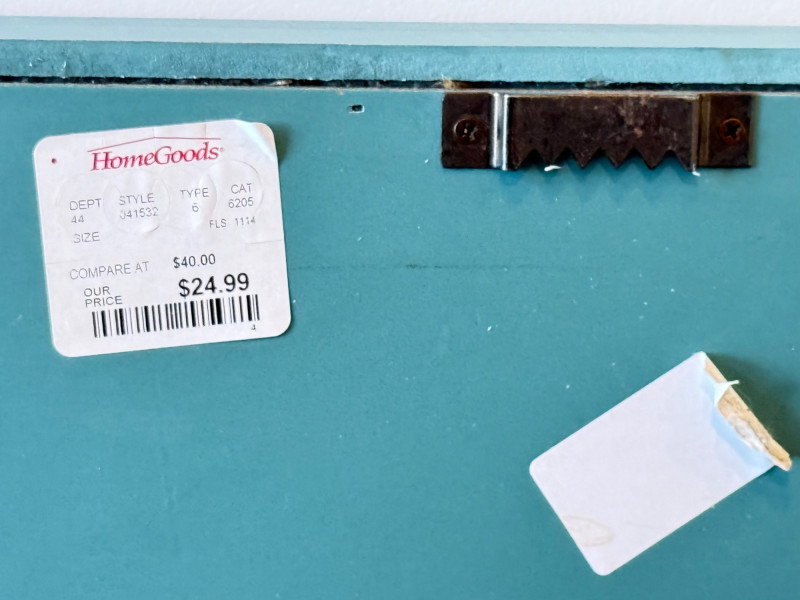 HomeGoods
DEPT STYLE TYPE CAT
44 041532 6 6205
SIZE FLS 1114
COMPARE AT $40.00
OUR PRICE $24.99
4